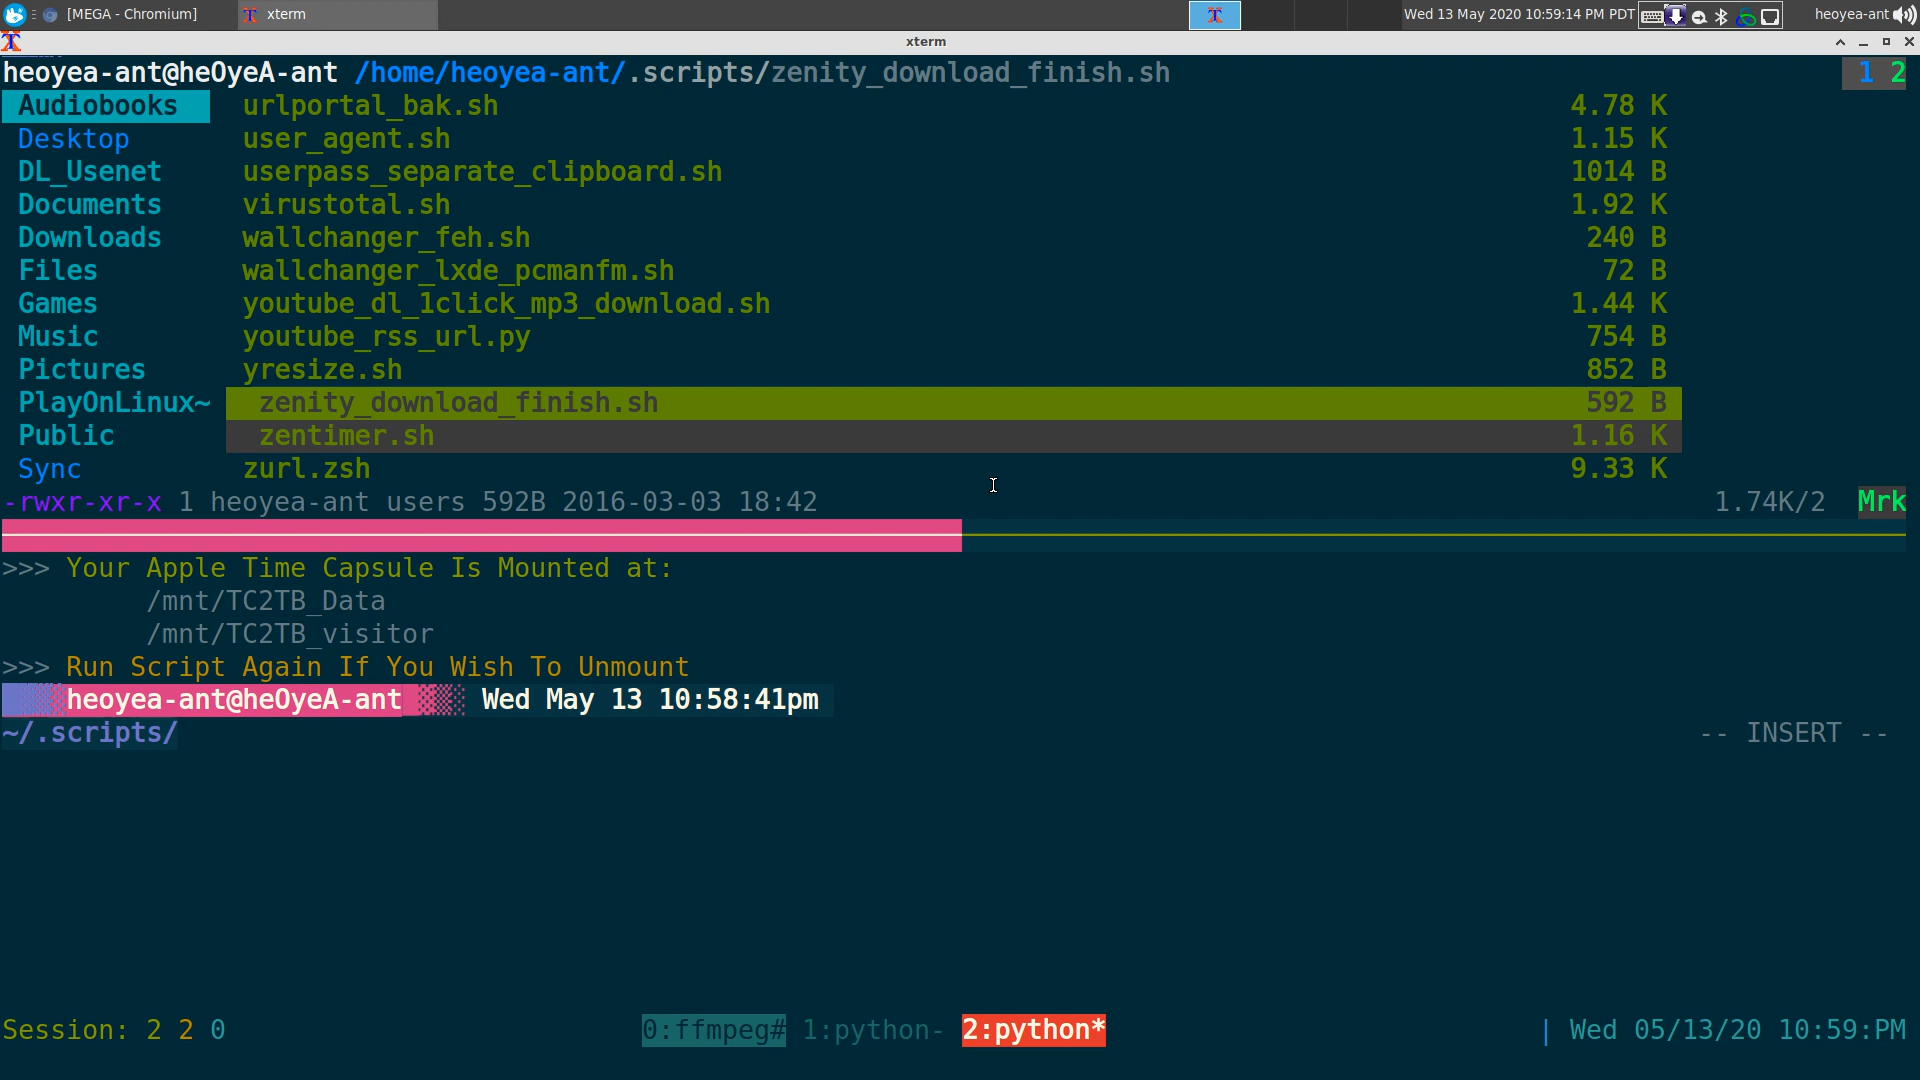 [MEGA - Chromium] xterm Wed 13 May 2020 10:59:14 PM PDT heoyea-ant
xterm
heoyea-ant@heOyeA-ant /home/heoyea-ant/.scripts/zenity_download_finish.sh 1 2
Audiobooks urlportal_bak.sh 4.78 K
Desktop user_agent.sh 1.15 K
DL_Usenet userpass_separate_clipboard.sh 1014 B
Documents virustotal.sh 1.92 K
Downloads wallchanger_feh.sh 240 B
Files wallchanger_lxde_pcmanfm.sh 72 B
Games youtube_dl_1click_mp3_download.sh 1.44 K
Music youtube_rss_url.py 754 B
Pictures yresize.sh 852 B
PlayOnLinux~ zenity_download_finish.sh 592 B
Public zentimer.sh 1.16 K
Sync zurl.zsh 9.33 K
-rwxr-xr-x 1 heoyea-ant users 592B 2016-03-03 18:42 1.74K/2 Mrk
>>> Your Apple Time Capsule Is Mounted at:
/mnt/TC2TB_Data
/mnt/TC2TB_visitor
>>> Run Script Again If You Wish To Unmount
heoyea-ant@heOyeA-ant Wed May 13 10:58:41pm
~/.scripts/ -- INSERT --
Session: 2 2 0 0:ffmpeg# 1:python- 2:python* | Wed 05/13/20 10:59:PM